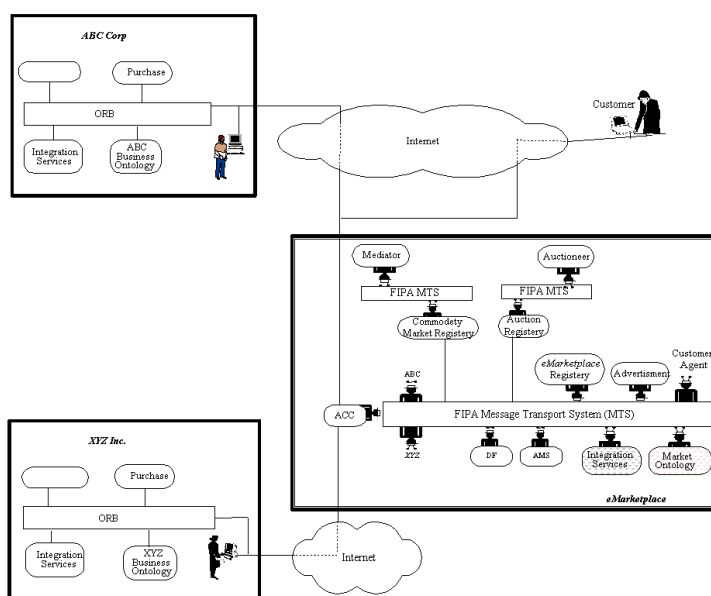 ABC Corp
Purchase
ORB
Integration
Services
ABC
Business
Ontology
Internet
Customer
Mediator
Auctioneer
FIPA MTS
FIPA MTS
Commodety
Market Registery
Auction
Registery
eMarketplace
Registery
Advertisment
Customer
Agent
ABC
ACC
FIPA Message Transport System (MTS)
XYZ
DF
AMS
Integration
Services
Market
Ontology
eMarketplace
XYZ Inc.
Purchase
ORB
Integration
Services
XYZ
Business
Ontology
Internet